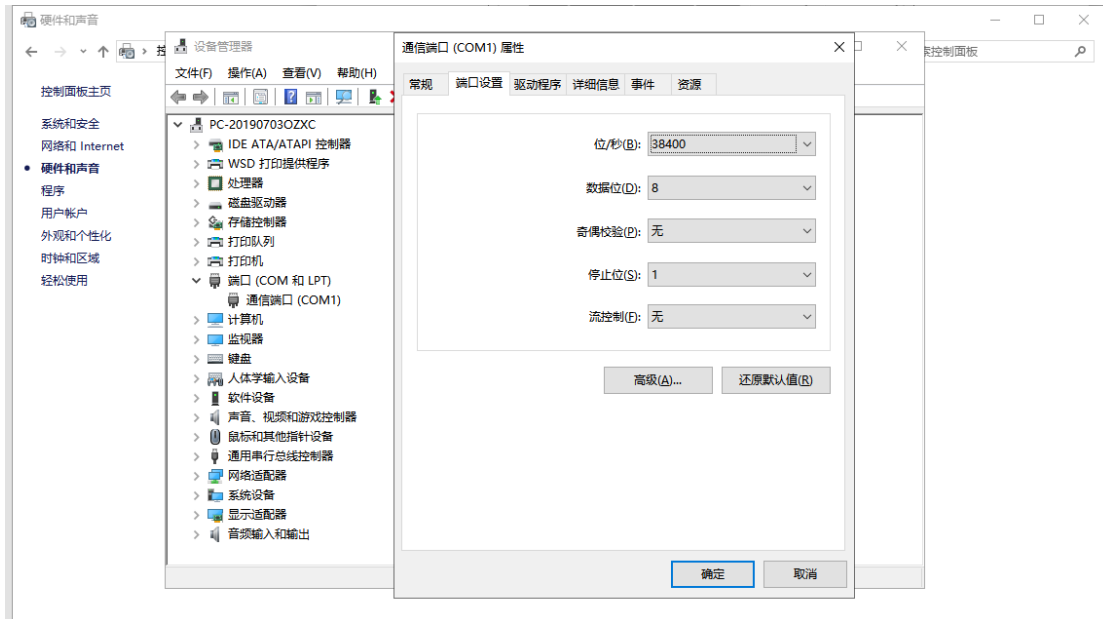 硬件和声音
控制面板主页
系统和安全
网络和 Internet
硬件和声音
程序
用户帐户
外观和个性化
时钟和区域
轻松使用
设备管理器
文件(F) 操作(A) 查看(V) 帮助(H)
PC-20190703OZXC
IDE ATA/ATAPI 控制器
WSD 打印提供程序
处理器
磁盘驱动器
存储控制器
打印队列
打印机
端口 (COM 和 LPT)
通信端口 (COM1)
计算机
监视器
键盘
人体学输入设备
软件设备
声音、视频和游戏控制器
鼠标和其他指针设备
通用串行总线控制器
网络适配器
系统设备
显示适配器
音频输入和输出
通信端口 (COM1) 属性
常规 端口设置 驱动程序 详细信息 事件 资源
位/秒(B): 38400
数据位(D): 8
奇偶校验(P): 无
停止位(S): 1
流控制(F): 无
高级(A)... 还原默认值(R)
确定 取消
控制面板